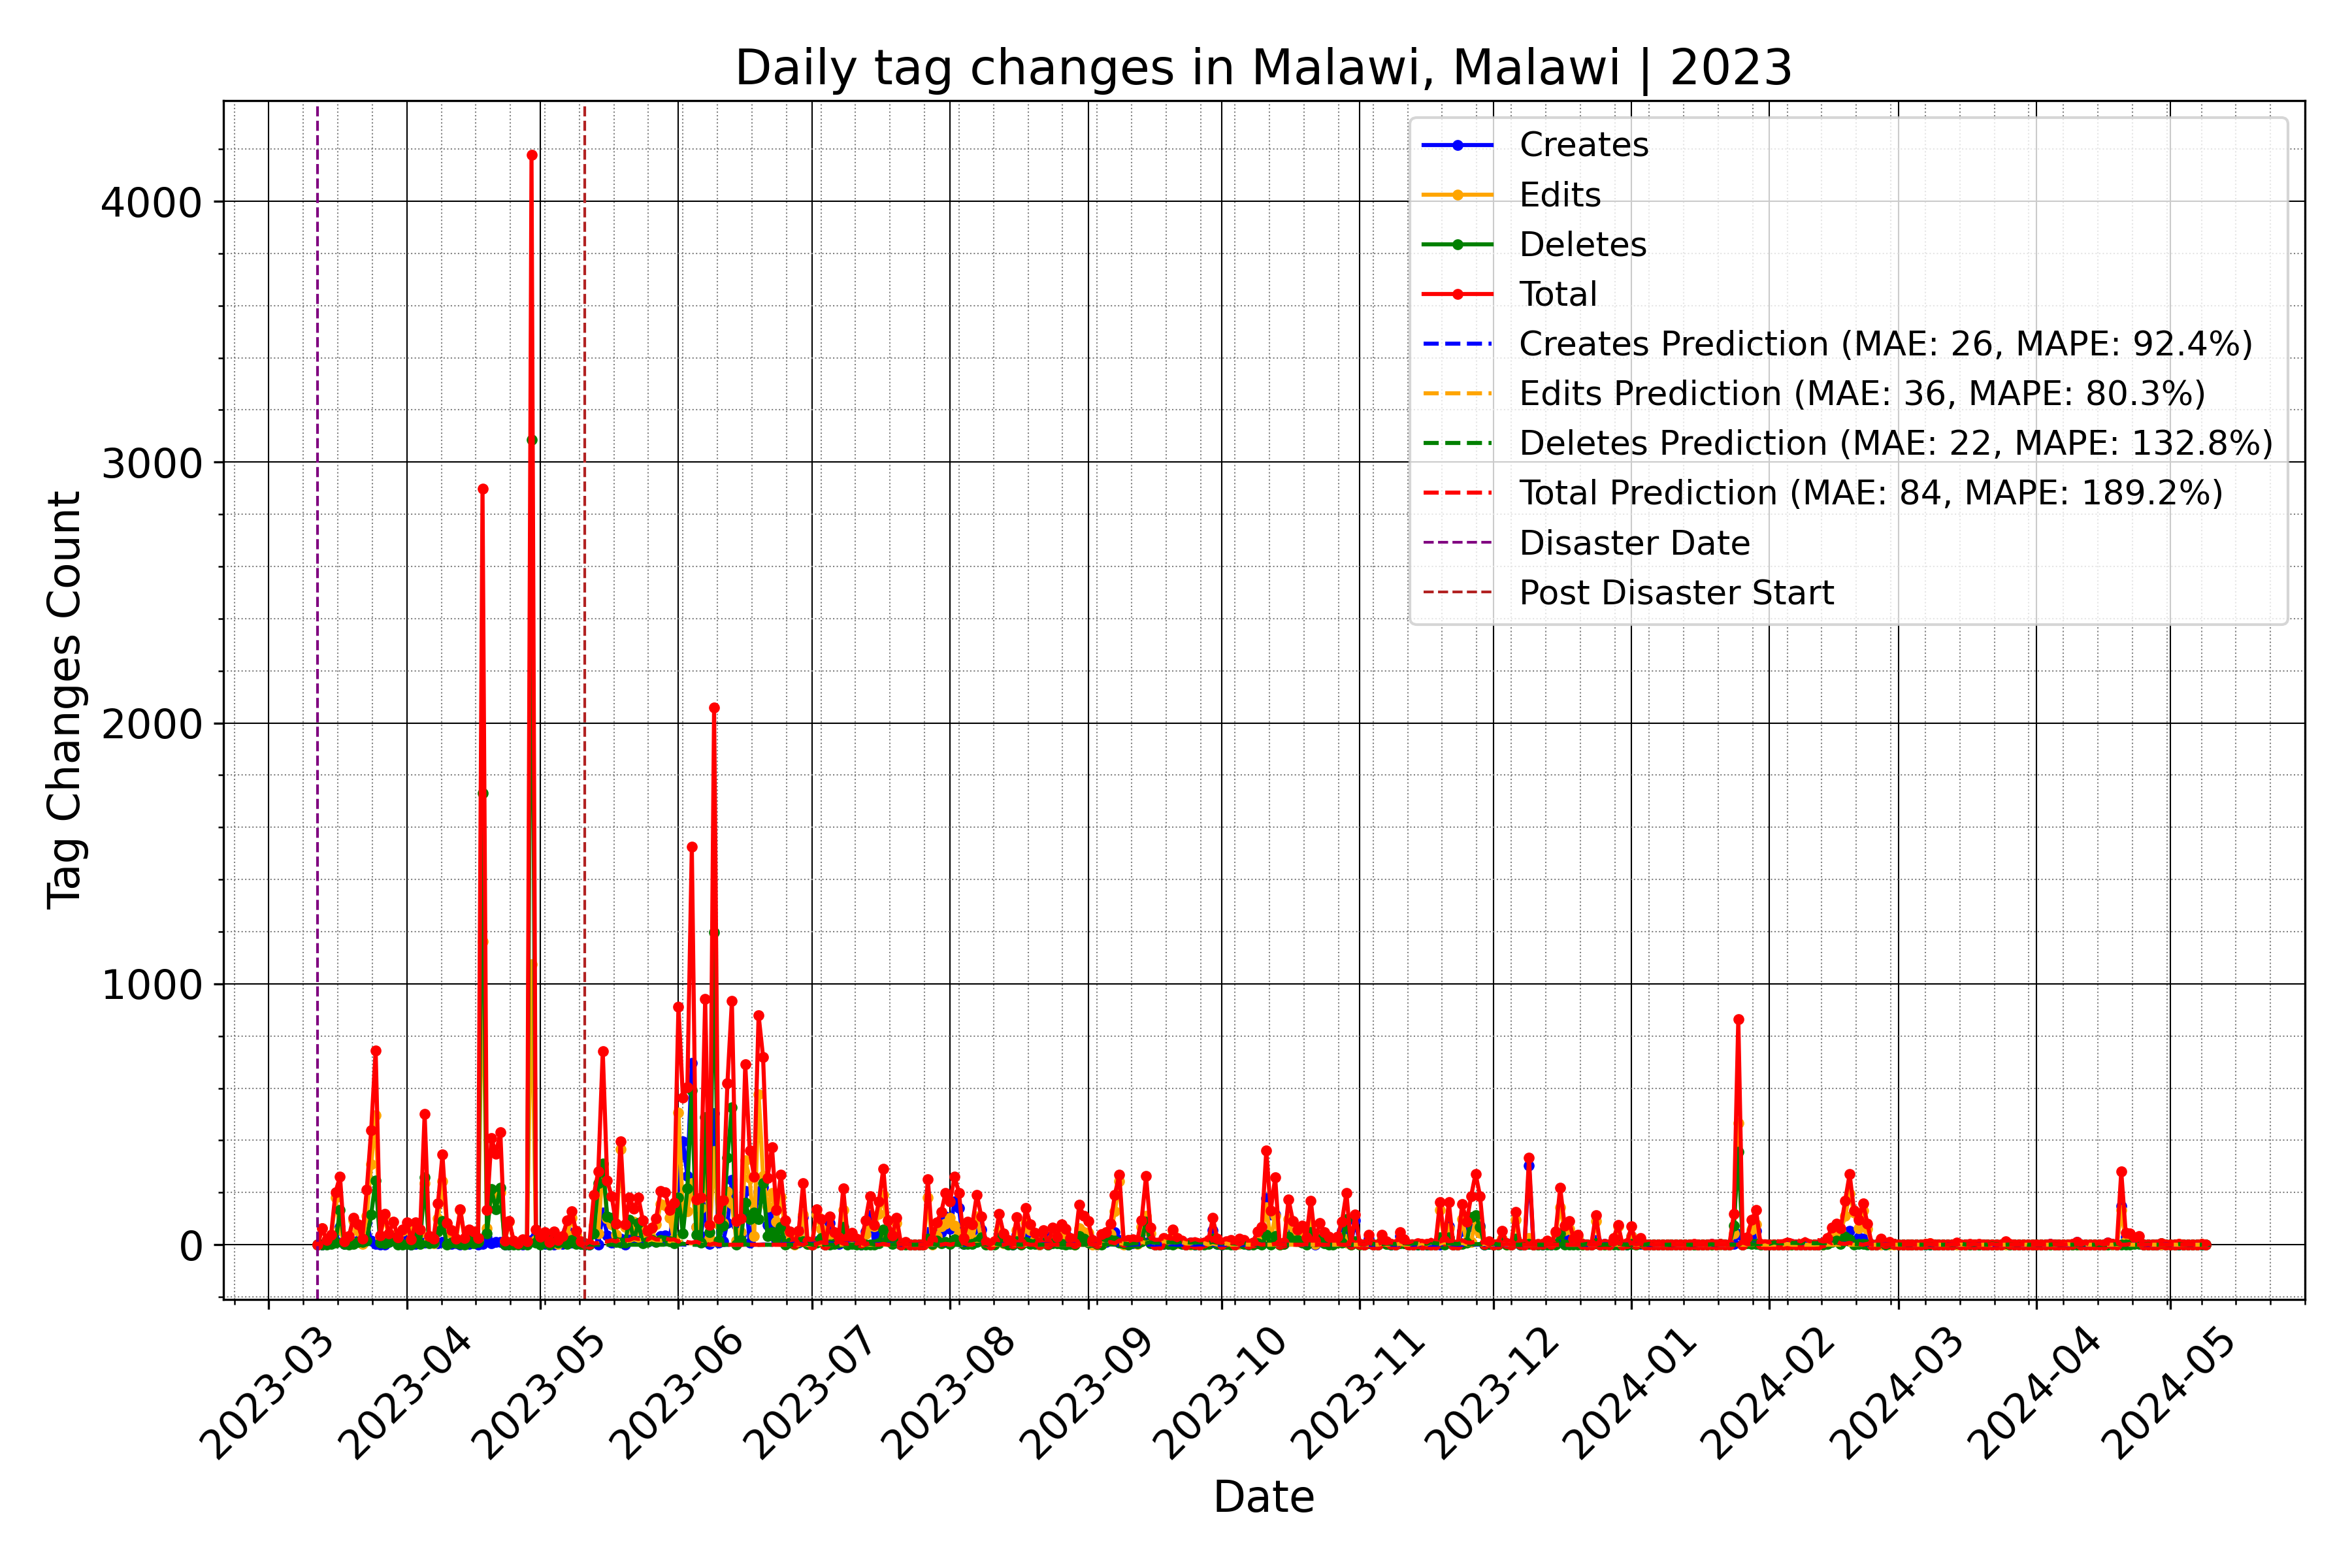 Daily tag changes in Malawi, Malawi | 2023
Tag Changes Count
4000
3000
2000
1000
0
Creates
Edits
Deletes
Total
Creates Prediction (MAE: 26, MAPE: 92.4%)
Edits Prediction (MAE: 36, MAPE: 80.3%)
Deletes Prediction (MAE: 22, MAPE: 132.8%)
Total Prediction (MAE: 84, MAPE: 189.2%)
Disaster Date
Post Disaster Start
2023-03
2023-04
2023-05
2023-06
2023-07
2023-08
2023-09
2023-10
2023-11
2023-12
2024-01
2024-02
2024-03
2024-04
2024-05
Date